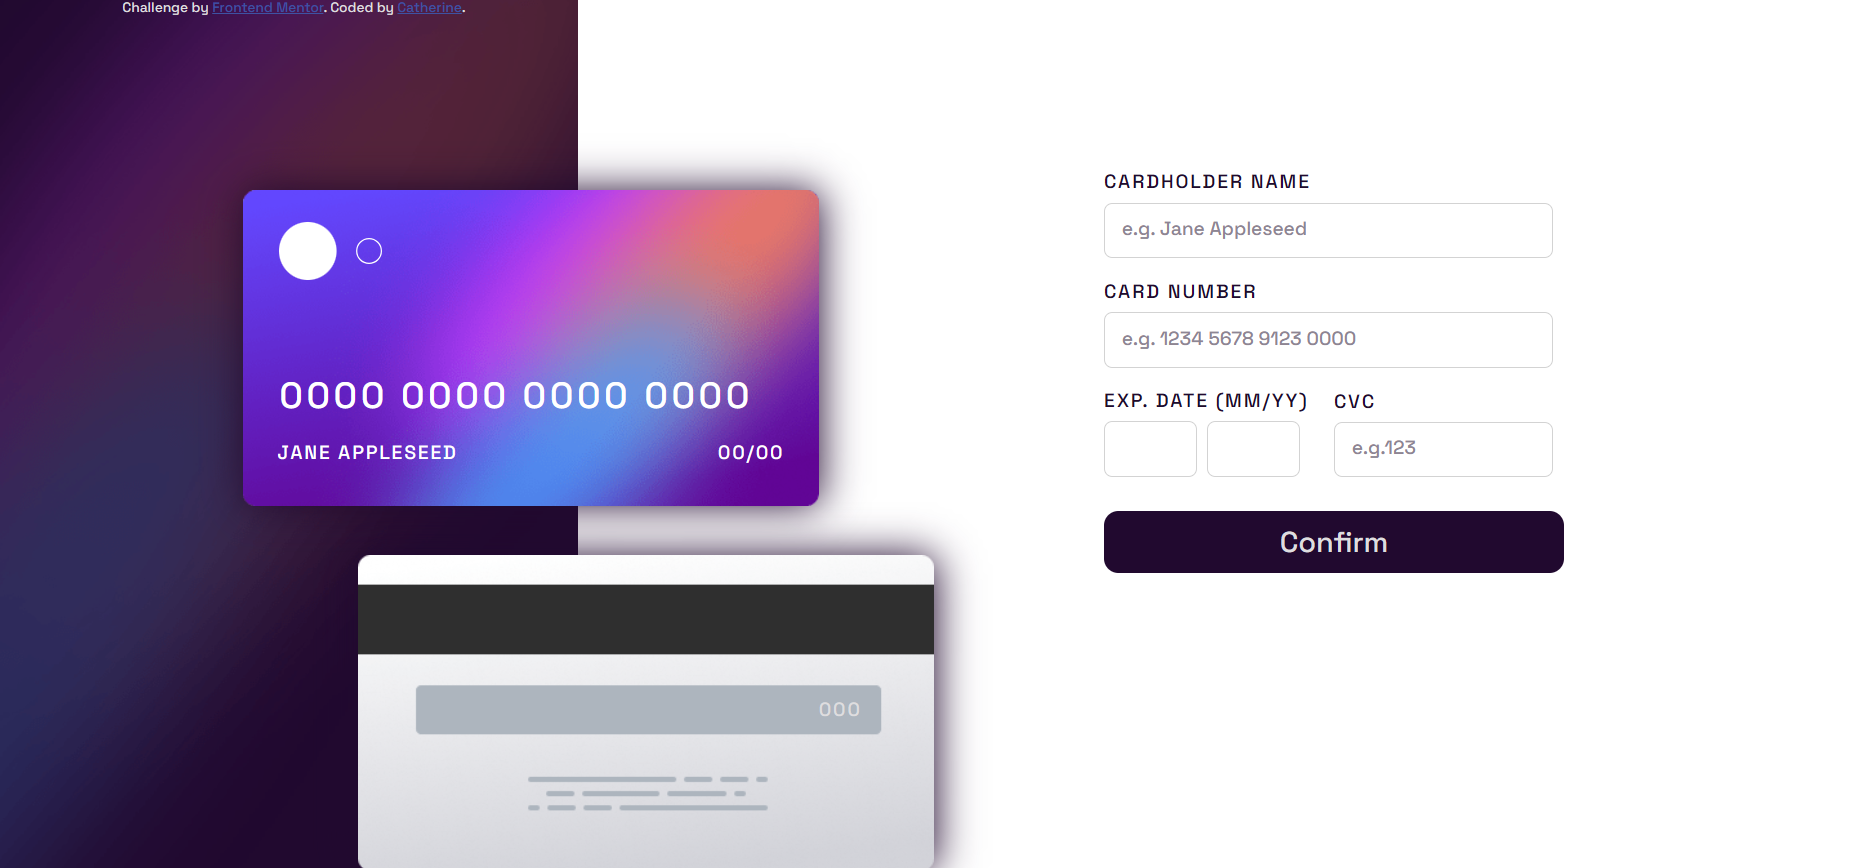 Challenge by Frontend Mentor. Coded by Catherine.
0000 0000 0000 0000
JANE APPLESEED 00/00
000
CARDHOLDER NAME
e.g. Jane Appleseed
CARD NUMBER
e.g. 1234 5678 9123 0000
EXP. DATE (MM/YY) CVC
e.g.123
Confirm